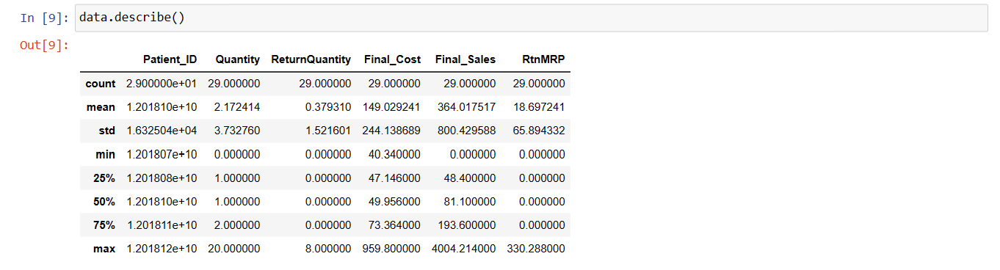 In [9]: data.describe()
Out[9]:
Patient_ID Quantity ReturnQuantity Final_Cost Final_Sales RtnMRP
count 2.900000e+01 29.000000 29.000000 29.000000 29.000000 29.000000
mean 1.201810e+10 2.172414 0.379310 149.029241 364.017517 18.697241
std 1.632504e+04 3.732760 1.521601 244.138689 800.429588 65.894332
min 1.201807e+10 0.000000 0.000000 40.340000 0.000000 0.000000
25% 1.201808e+10 1.000000 0.000000 47.146000 48.400000 0.000000
50% 1.201810e+10 1.000000 0.000000 49.956000 81.100000 0.000000
75% 1.201811e+10 2.000000 0.000000 73.364000 193.600000 0.000000
max 1.201812e+10 20.000000 8.000000 959.800000 4004.214000 330.288000